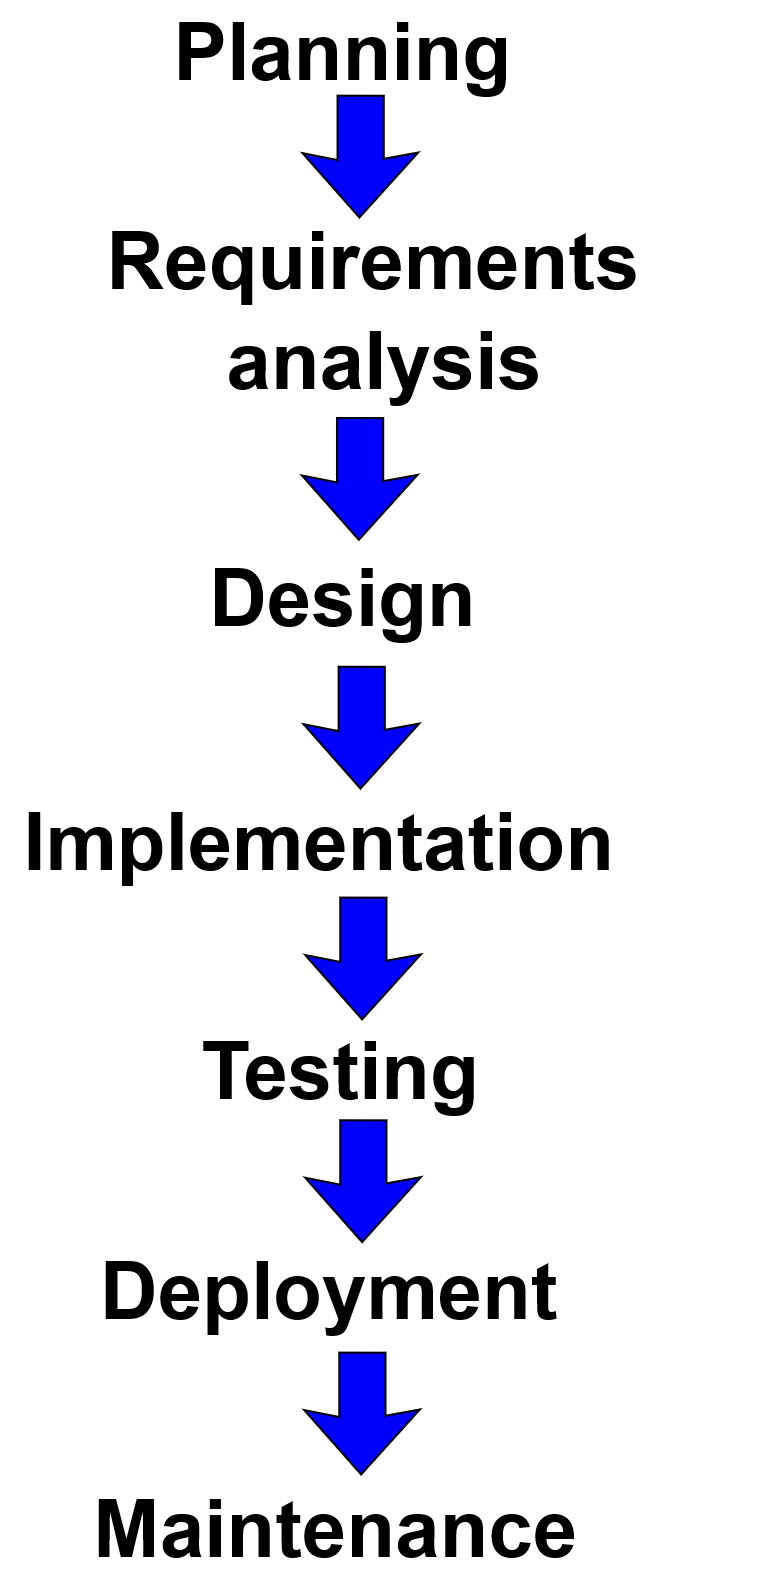 Planning
Requirements
analysis
Design
Implementation
Testing
Deployment
Maintenance